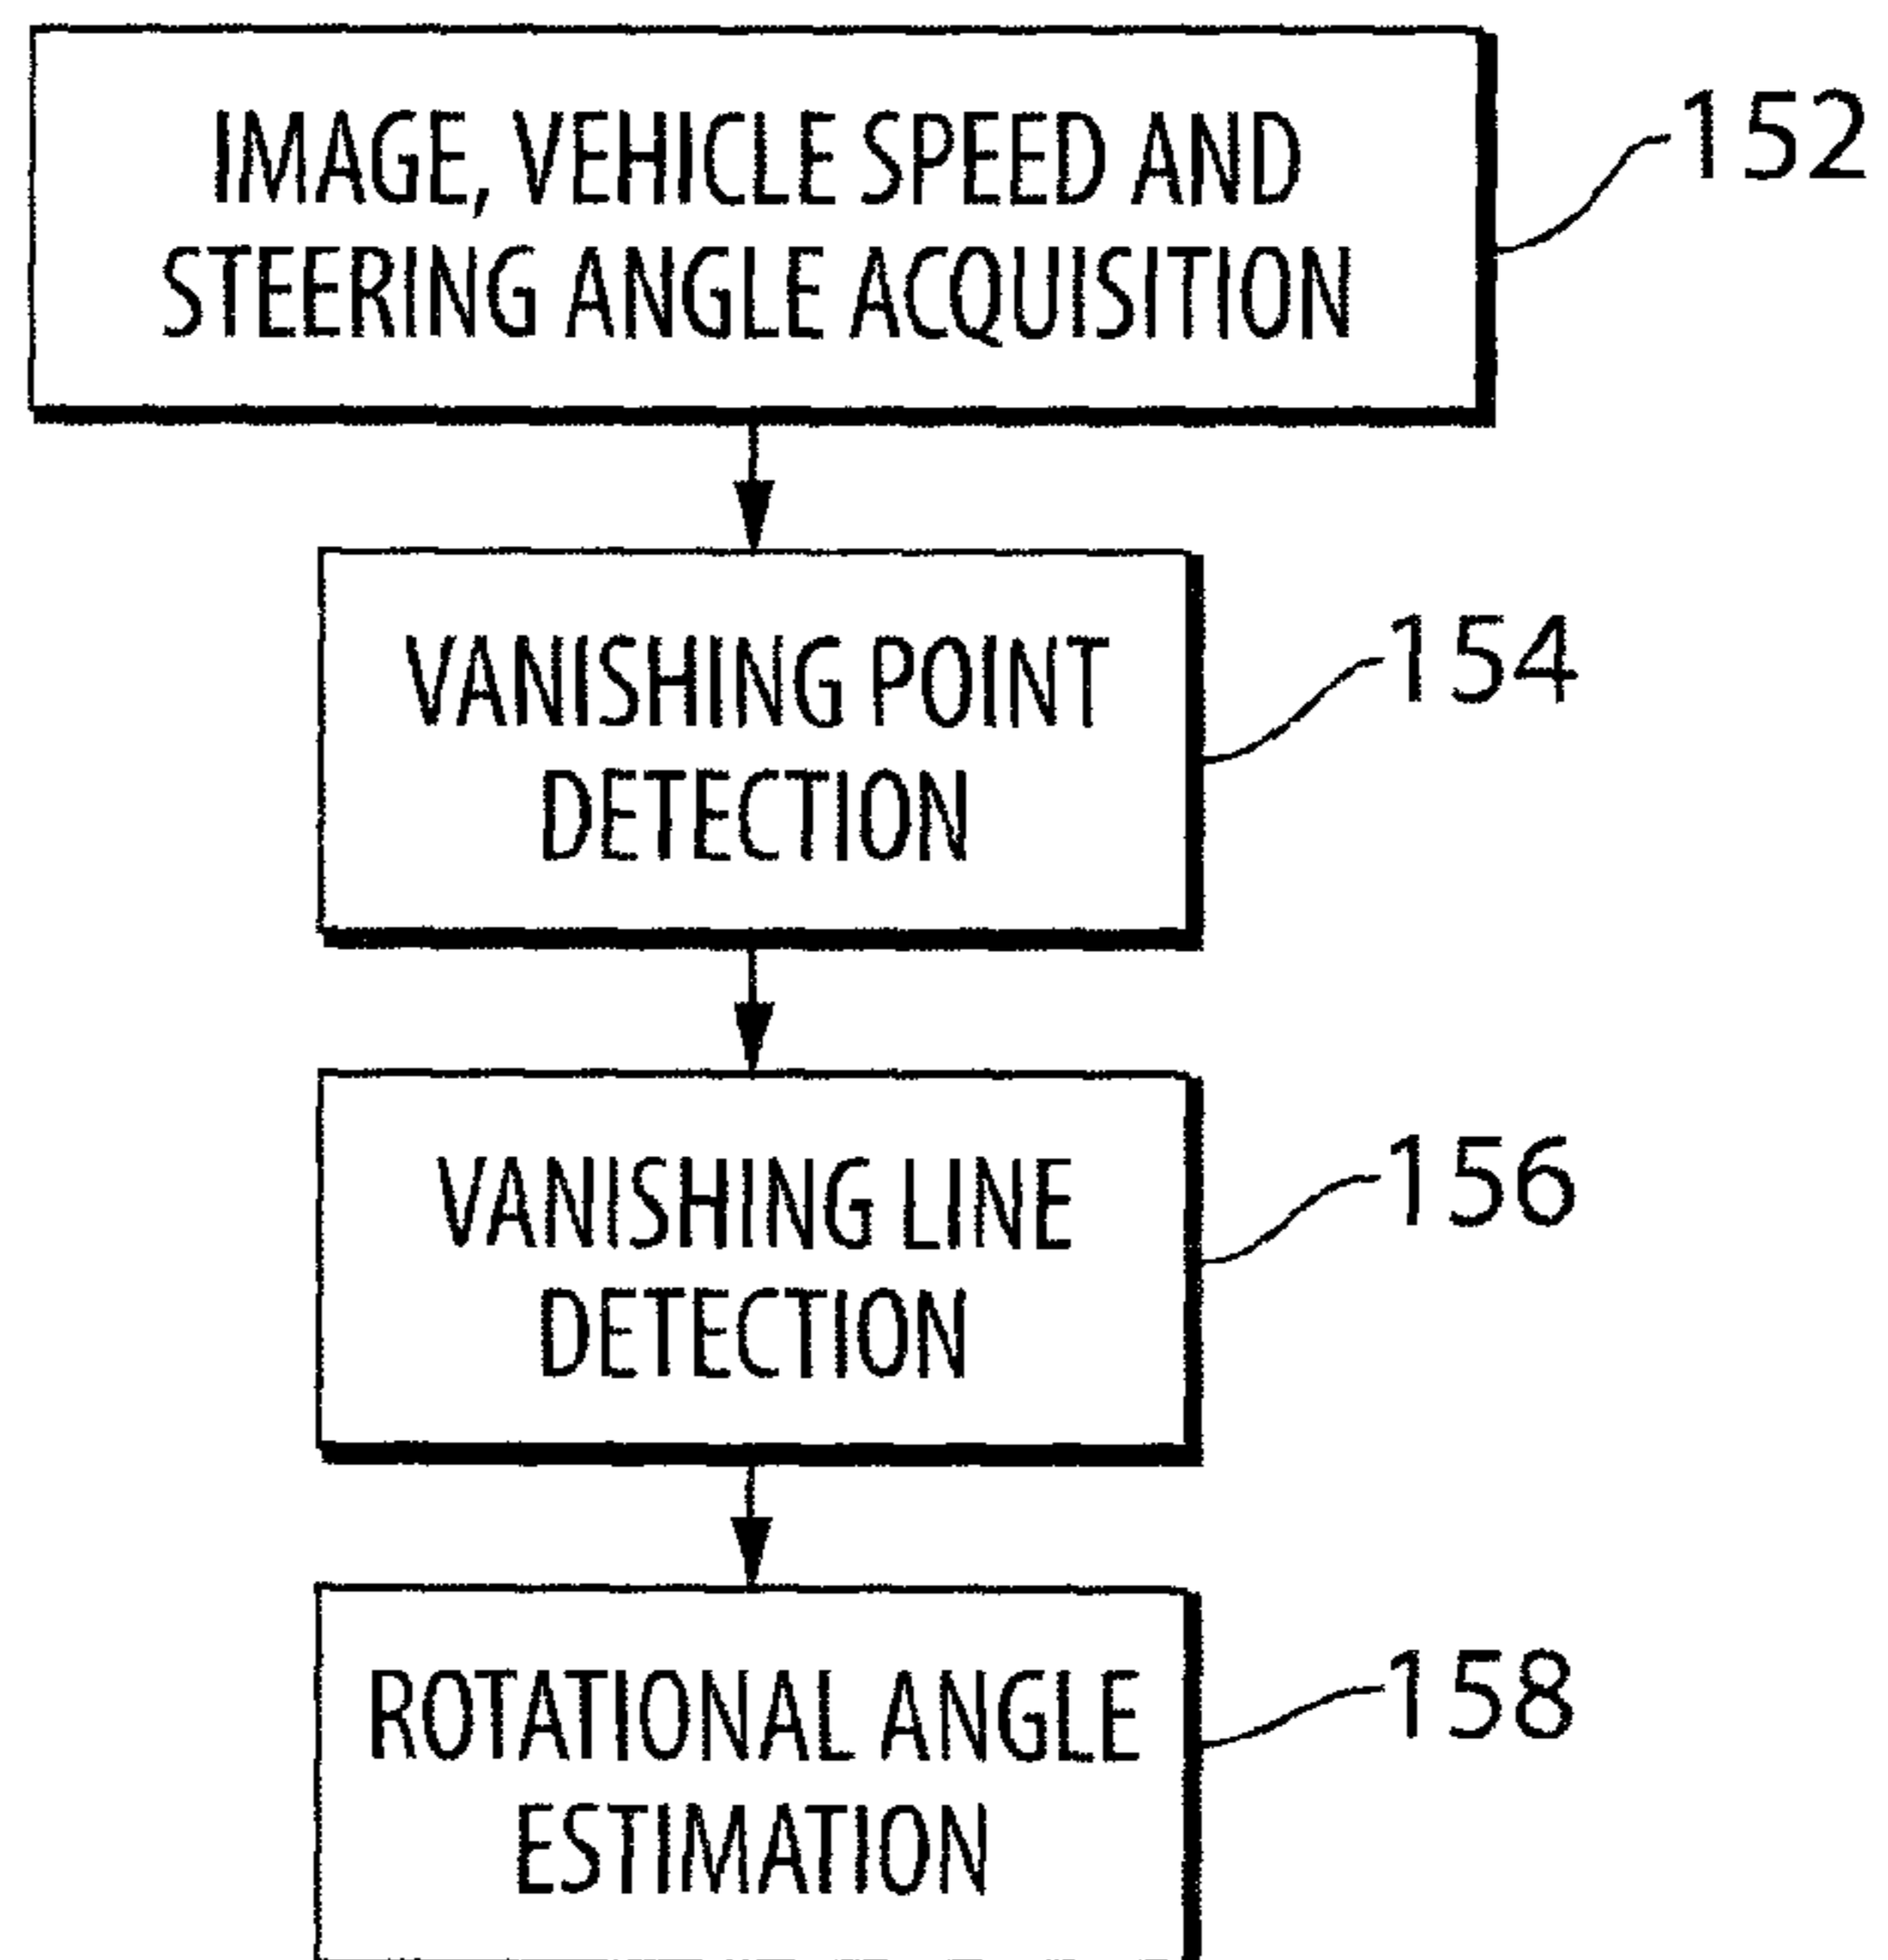 IMAGE, VEHICLE SPEED AND
STEERING ANGLE ACQUISITION
152
VANISHING POINT
DETECTION
154
VANISHING LINE
DETECTION
156
ROTATIONAL ANGLE
ESTIMATION
158